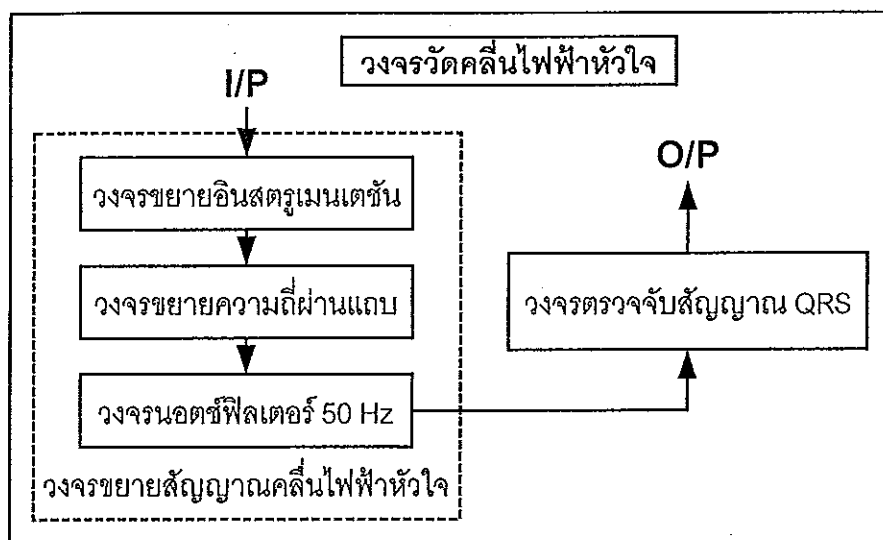 วงจรวัดคลื่นไฟฟ้าหัวใจ
I/P
วงจรขยายอินสตรูเมนเตชัน
วงจรขยายความถี่ผ่านแถบ
วงจรนอตช์ฟิลเตอร์ 50 Hz
วงจรขยายสัญญาณคลื่นไฟฟ้าหัวใจ
O/P
วงจรตรวจจับสัญญาณ QRS